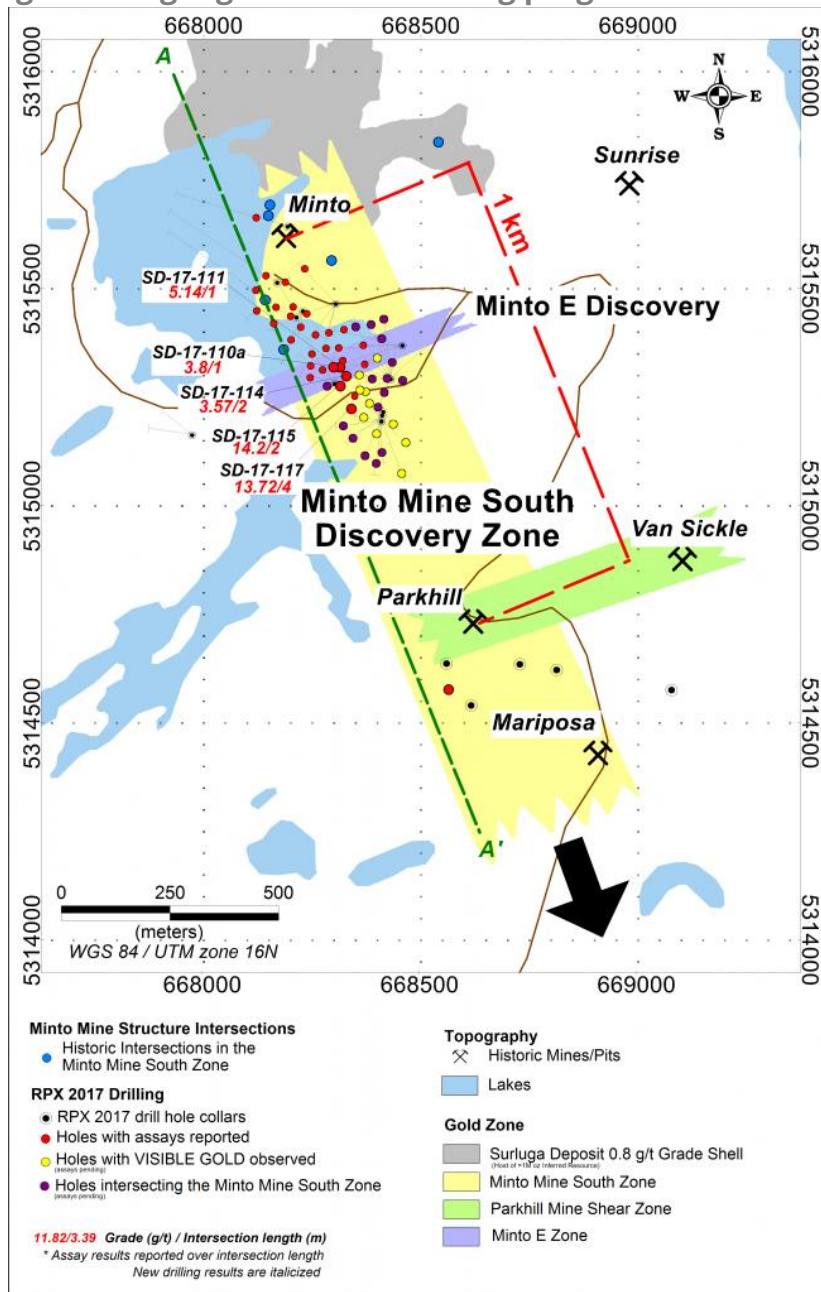 668000 668500 669000
A
5316000
5316000
N
W E
S
Sunrise
Minto
1 km
5315500
5315500
SD-17-111
5.14/1
Minto E Discovery
SD-17-110a
3.8/1
SD-17-114
3.57/2
SD-17-115
14.2/2
SD-17-117
13.72/4
5315000
5315000
Minto Mine South
Discovery Zone
Van Sickle
Parkhill
5314500
5314500
Mariposa
A'
0 250 500
(meters)
WGS 84 / UTM zone 16N
5314000
5314000
668000 668500 669000
Minto Mine Structure Intersections
Historic Intersections in the
Minto Mine South Zone
RPX 2017 Drilling
RPX 2017 drill hole collars
Holes with assays reported
Holes with VISIBLE GOLD observed
(assays pending)
Holes intersecting the Minto Mine South Zone
(assays pending)
11.82/3.39 Grade (g/t) / Intersection length (m)
* Assay results reported over intersection length
New drilling results are italicized
Topography
Historic Mines/Pits
Lakes
Gold Zone
Surluga Deposit 0.8 g/t Grade Shell
(Host of >1M oz Inferred Resource)
Minto Mine South Zone
Parkhill Mine Shear Zone
Minto E Zone